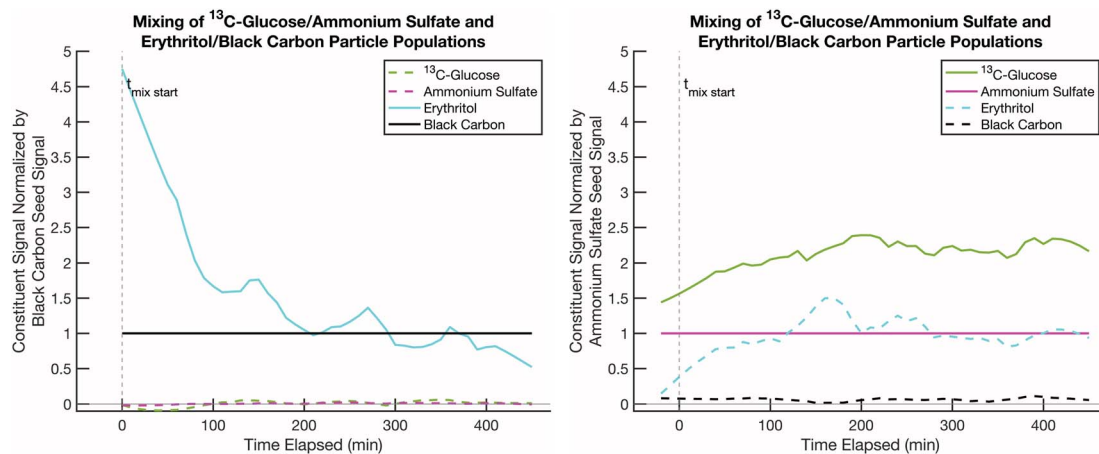 Mixing of ¹³C-Glucose/Ammonium Sulfate and
Erythritol/Black Carbon Particle Populations
5
4.5
4
3.5
3
2.5
2
1.5
1
0.5
0
t mix start
¹³C-Glucose
Ammonium Sulfate
Erythritol
Black Carbon
Constituent Signal Normalized by
Black Carbon Seed Signal
0 100 200 300 400
Time Elapsed (min)
Mixing of ¹³C-Glucose/Ammonium Sulfate and
Erythritol/Black Carbon Particle Populations
5
4.5
4
3.5
3
2.5
2
1.5
1
0.5
0
t mix start
¹³C-Glucose
Ammonium Sulfate
Erythritol
Black Carbon
Constituent Signal Normalized by
Ammonium Sulfate Seed Signal
0 100 200 300 400
Time Elapsed (min)